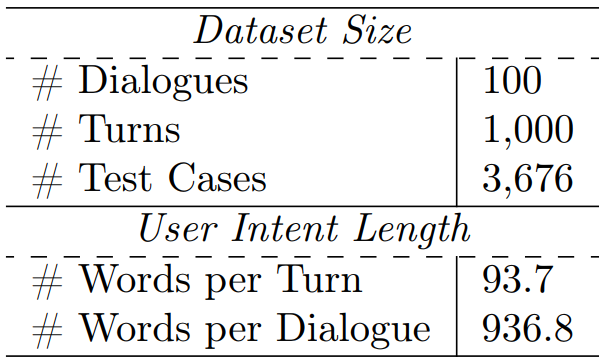 Dataset Size
# Dialogues 100
# Turns 1,000
# Test Cases 3,676
User Intent Length
# Words per Turn 93.7
# Words per Dialogue 936.8